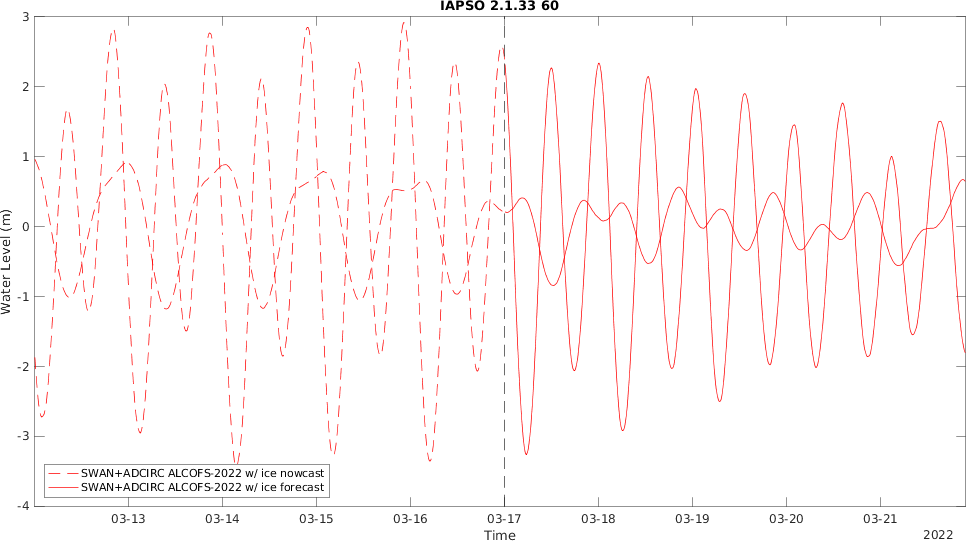 IAPSO 2.1.33 60
3
2
1
0
-1
-2
-3
-4
Water Level (m)
SWAN+ADCIRC ALCOFS-2022 w/ ice nowcast
SWAN+ADCIRC ALCOFS-2022 w/ ice forecast
03-13 03-14 03-15 03-16 03-17 03-18 03-19 03-20 03-21
Time
2022